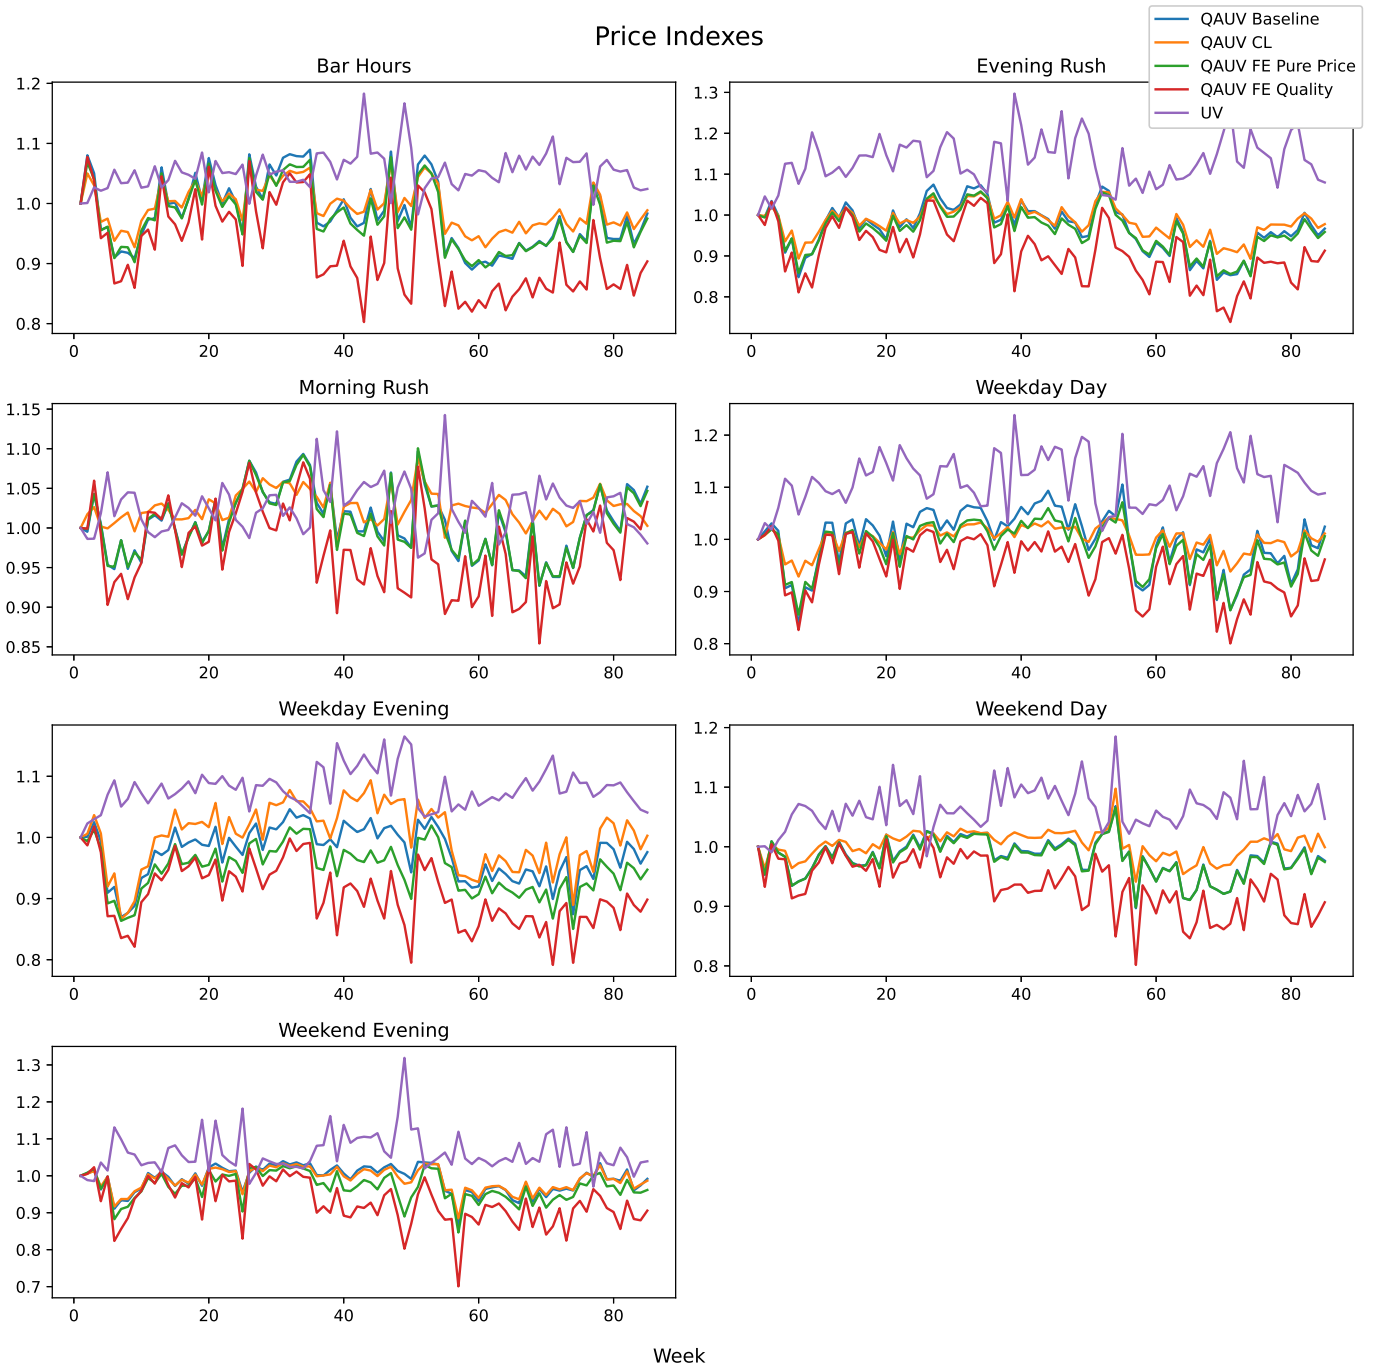 Price Indexes
QAUV Baseline
QAUV CL
QAUV FE Pure Price
QAUV FE Quality
UV
Bar Hours
1.2
1.1
1.0
0.9
0.8
0 20 40 60 80
Evening Rush
1.3
1.2
1.1
1.0
0.9
0.8
0 20 40 60 80
Morning Rush
1.15
1.10
1.05
1.00
0.95
0.90
0.85
0 20 40 60 80
Weekday Day
1.2
1.1
1.0
0.9
0.8
0 20 40 60 80
Weekday Evening
1.1
1.0
0.9
0.8
0 20 40 60 80
Weekend Day
1.2
1.1
1.0
0.9
0.8
0 20 40 60 80
Weekend Evening
1.3
1.2
1.1
1.0
0.9
0.8
0.7
0 20 40 60 80
Week